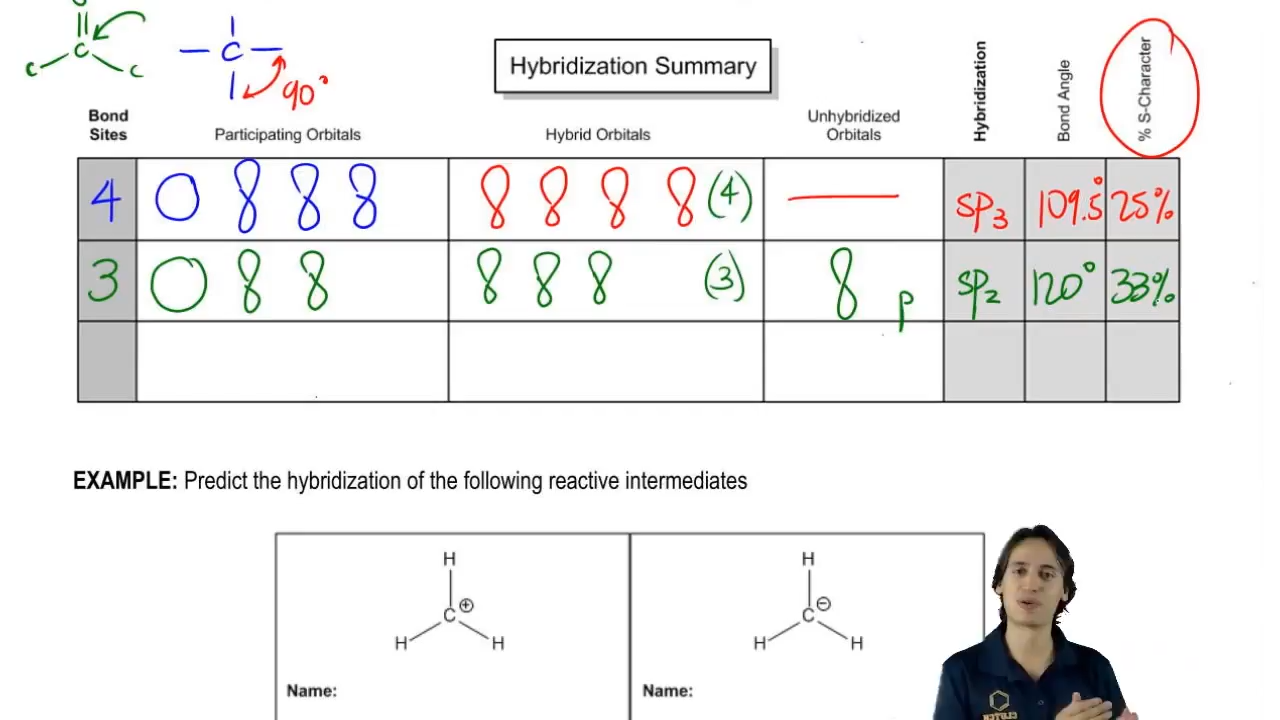 O
C
C C
C
90°
Hybridization Summary
Bond Sites Participating Orbitals Hybrid Orbitals Unhybridized Orbitals Hybridization Bond Angle % S-Character
4 (4) sp3 109.5° 25%
3 (3) p sp2 120° 33%
EXAMPLE: Predict the hybridization of the following reactive intermediates
H H
C + C −
H H H H
Name: Name: